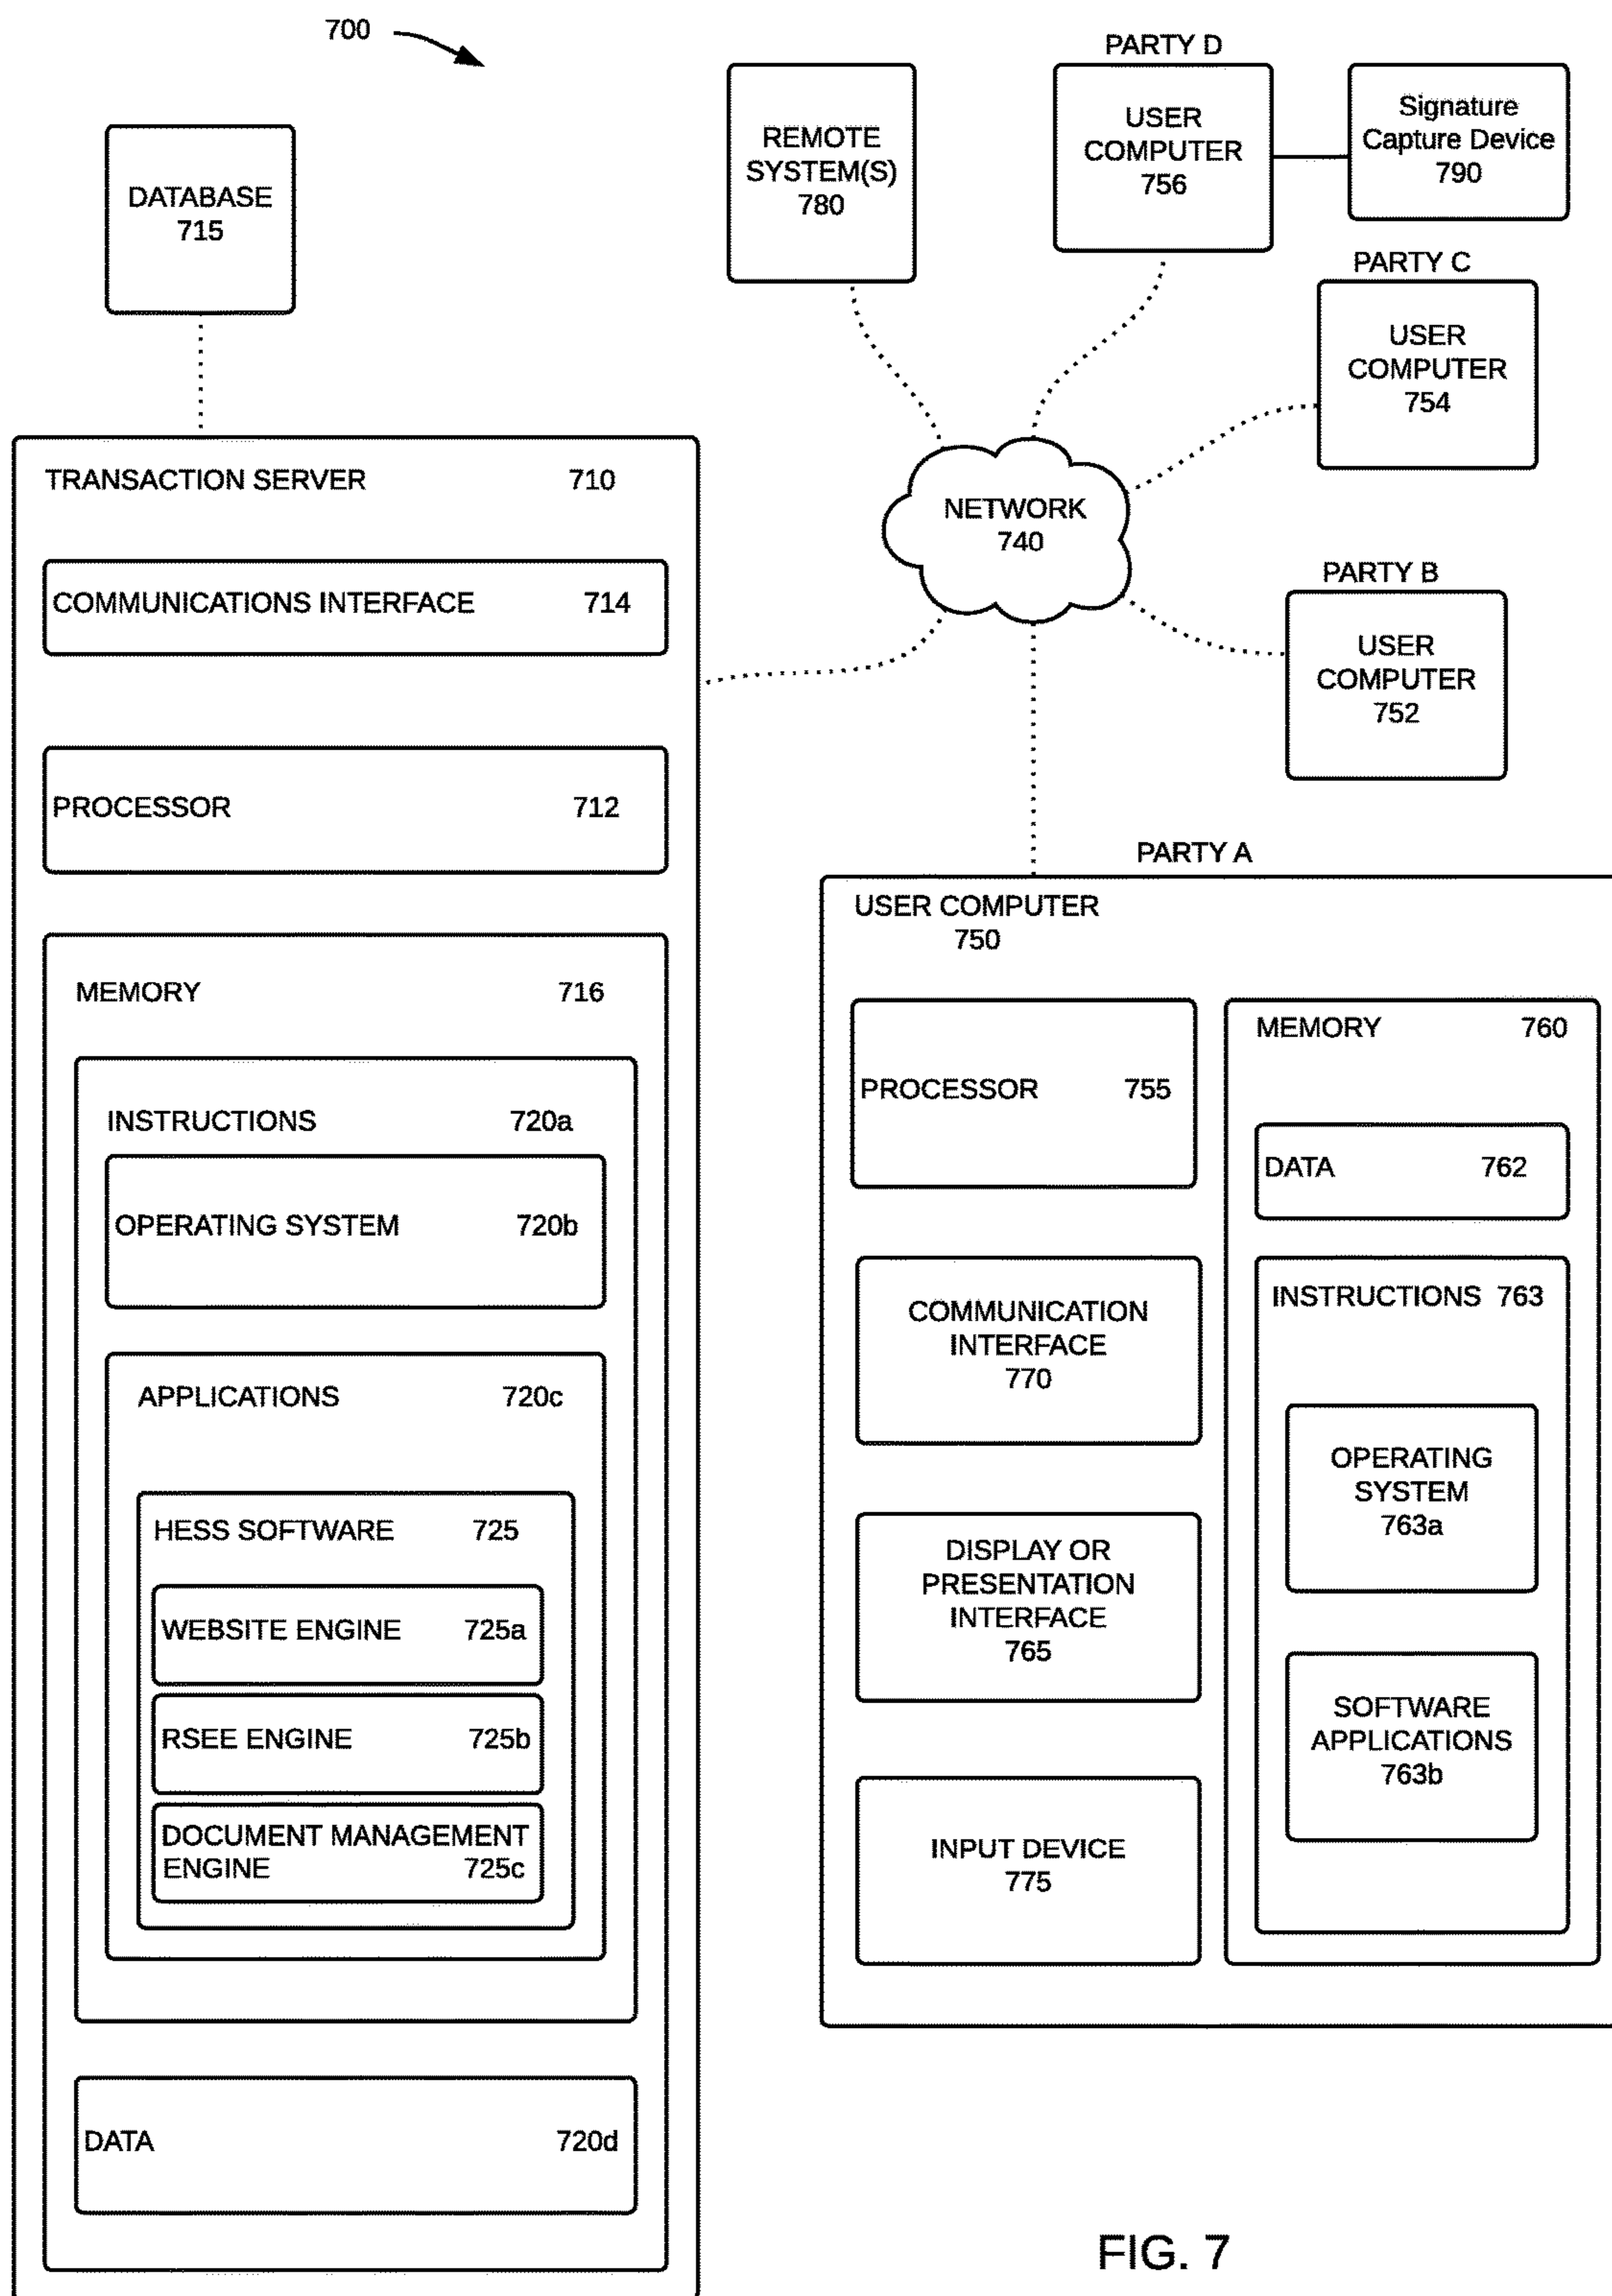 700
DATABASE
715
TRANSACTION SERVER 710
COMMUNICATIONS INTERFACE 714
PROCESSOR 712
MEMORY 716
INSTRUCTIONS 720a
OPERATING SYSTEM 720b
APPLICATIONS 720c
HESS SOFTWARE 725
WEBSITE ENGINE 725a
RSEE ENGINE 725b
DOCUMENT MANAGEMENT
ENGINE 725c
DATA 720d
REMOTE
SYSTEM(S)
780
PARTY D
USER
COMPUTER
756
Signature
Capture Device
790
PARTY C
USER
COMPUTER
754
NETWORK
740
PARTY B
USER
COMPUTER
752
PARTY A
USER COMPUTER
750
PROCESSOR 755
COMMUNICATION
INTERFACE
770
DISPLAY OR
PRESENTATION
INTERFACE
765
INPUT DEVICE
775
MEMORY 760
DATA 762
INSTRUCTIONS 763
OPERATING
SYSTEM
763a
SOFTWARE
APPLICATIONS
763b
FIG. 7